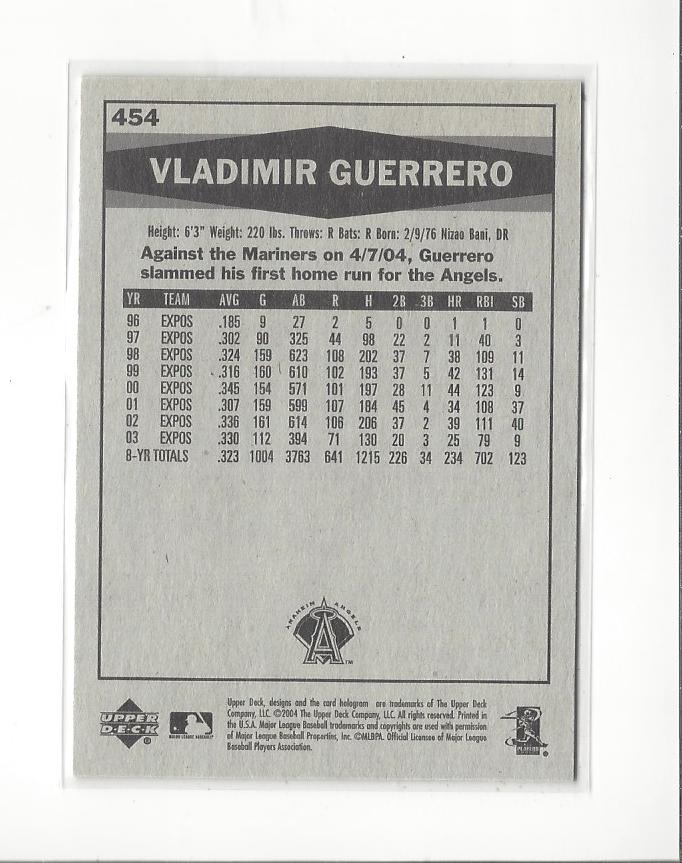 454
VLADIMIR GUERRERO
Height: 6'3" Weight: 220 lbs. Throws: R Bats: R Born: 2/9/76 Nizao Bani, DR
Against the Mariners on 4/7/04, Guerrero
slammed his first home run for the Angels.
YR TEAM AVG G AB R H 2B 3B HR RBI SB
96 EXPOS .185 9 27 2 5 0 0 1 1 0
97 EXPOS .302 90 325 44 98 22 2 11 40 3
98 EXPOS .324 159 623 108 202 37 7 38 109 11
99 EXPOS .316 160 610 102 193 37 5 42 131 14
00 EXPOS .345 154 571 101 197 28 11 44 123 9
01 EXPOS .307 159 599 107 184 45 4 34 108 37
02 EXPOS .336 161 614 106 206 37 2 39 111 40
03 EXPOS .330 112 394 71 130 20 3 25 79 9
8-YR TOTALS .323 1004 3763 641 1215 226 34 234 702 123
ANAHEIM ANGELS
A
TM
UPPER
DECK
®
MAJOR LEAGUE BASEBALL
Upper Deck, designs and the card hologram are trademarks of The Upper Deck
Company, LLC. ©2004 The Upper Deck Company, LLC. All rights reserved. Printed in
the U.S.A. Major League Baseball trademarks and copyrights are used with permission
of Major League Baseball Properties, Inc. ©MLBPA. Official Licensee of Major League
Baseball Players Association.
PLAYERS
®